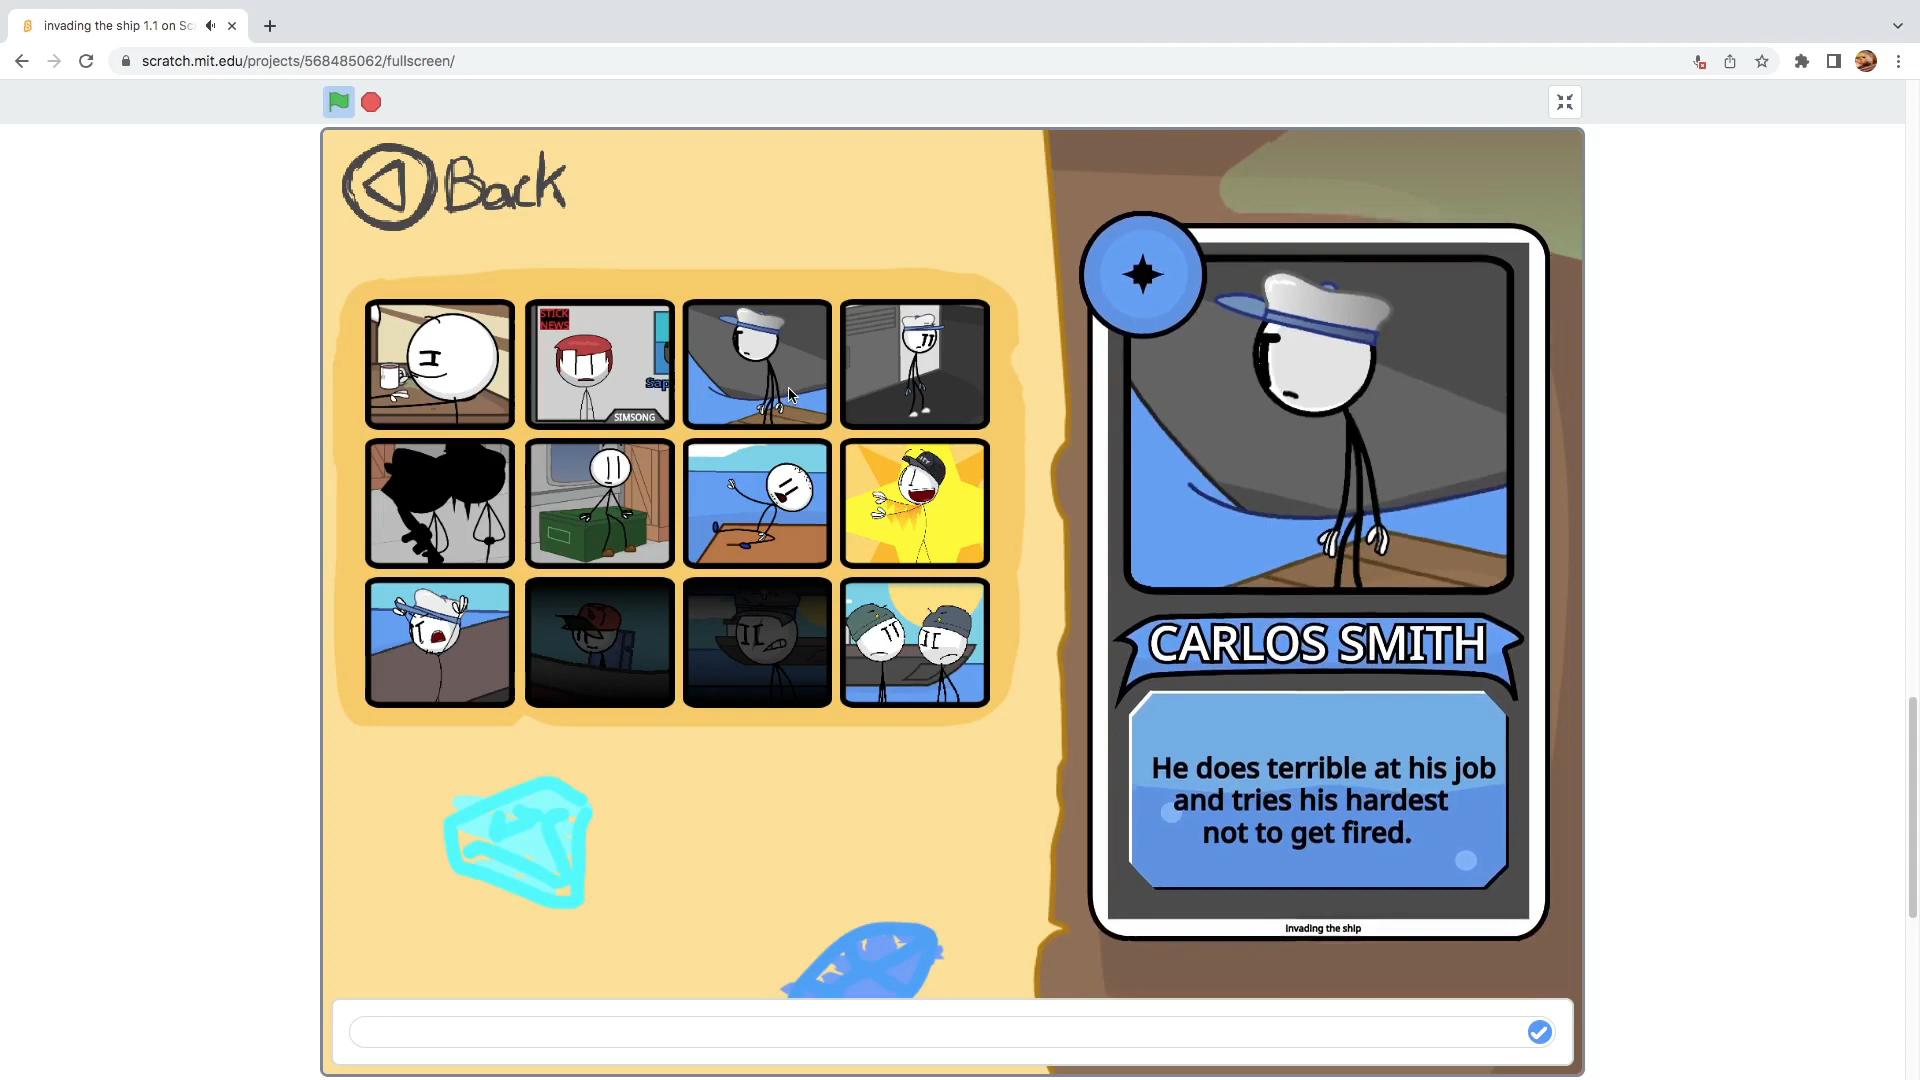 invading the ship 1.1 on Sc
scratch.mit.edu/projects/568485062/fullscreen/
Back
STICK
NEWS
SIMSONG
CARLOS SMITH
He does terrible at his job
and tries his hardest
not to get fired.
Invading the ship